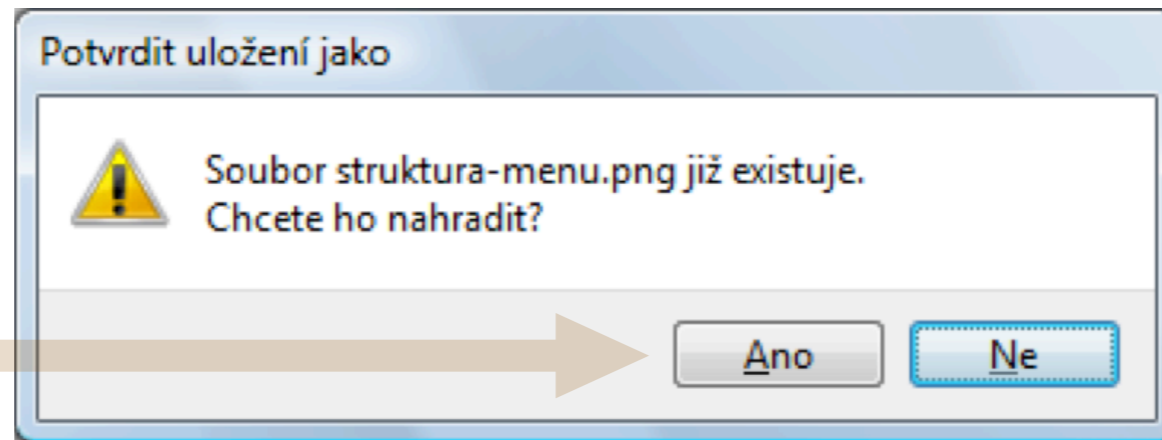 Potvrdit uložení jako
Soubor struktura-menu.png již existuje.
Chcete ho nahradit?
Ano
Ne